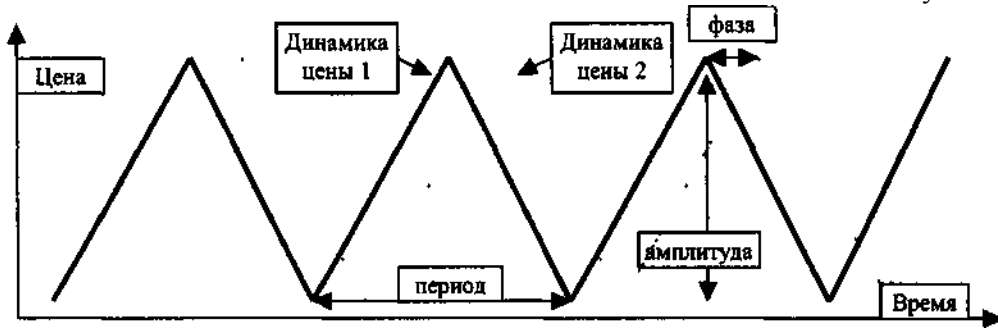 фаза
Динамика
цены 1
Динамика
цены 2
Цена
амплитуда
период
Время